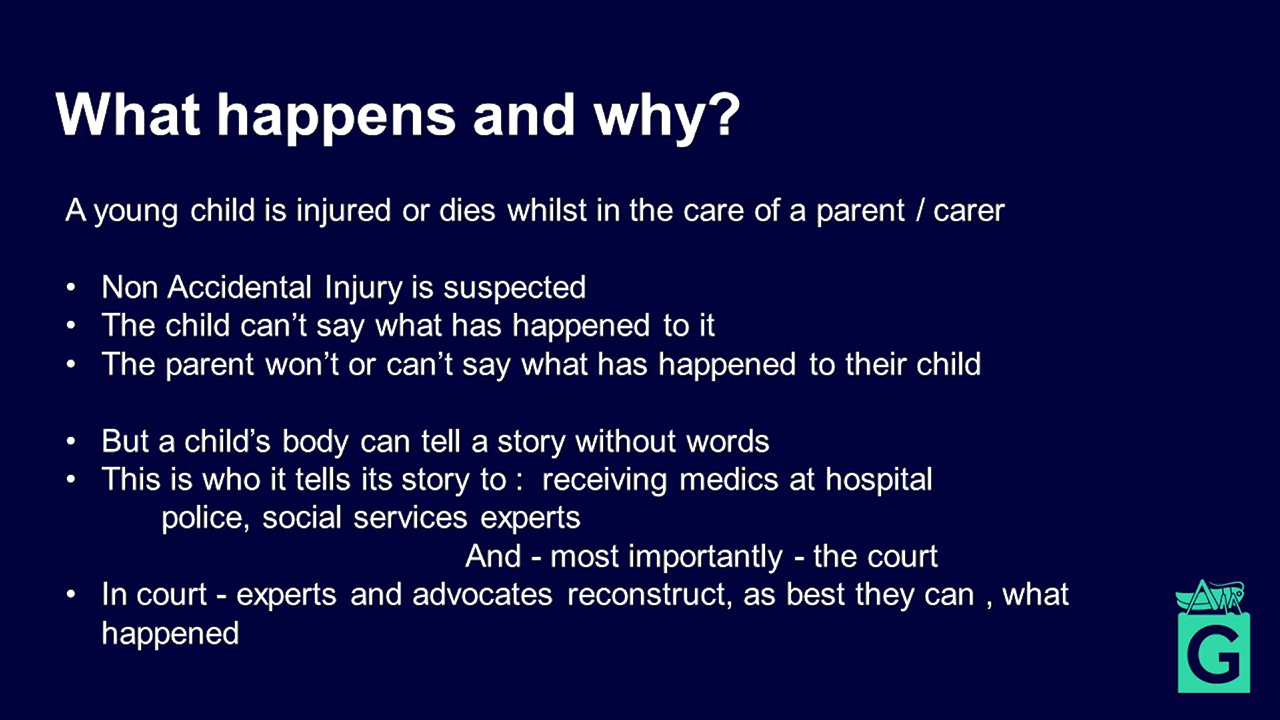 What happens and why?
A young child is injured or dies whilst in the care of a parent / carer
• Non Accidental Injury is suspected
• The child can’t say what has happened to it
• The parent won’t or can’t say what has happened to their child
• But a child’s body can tell a story without words
• This is who it tells its story to : receiving medics at hospital
police, social services experts
And - most importantly - the court
• In court - experts and advocates reconstruct, as best they can , what
happened
G